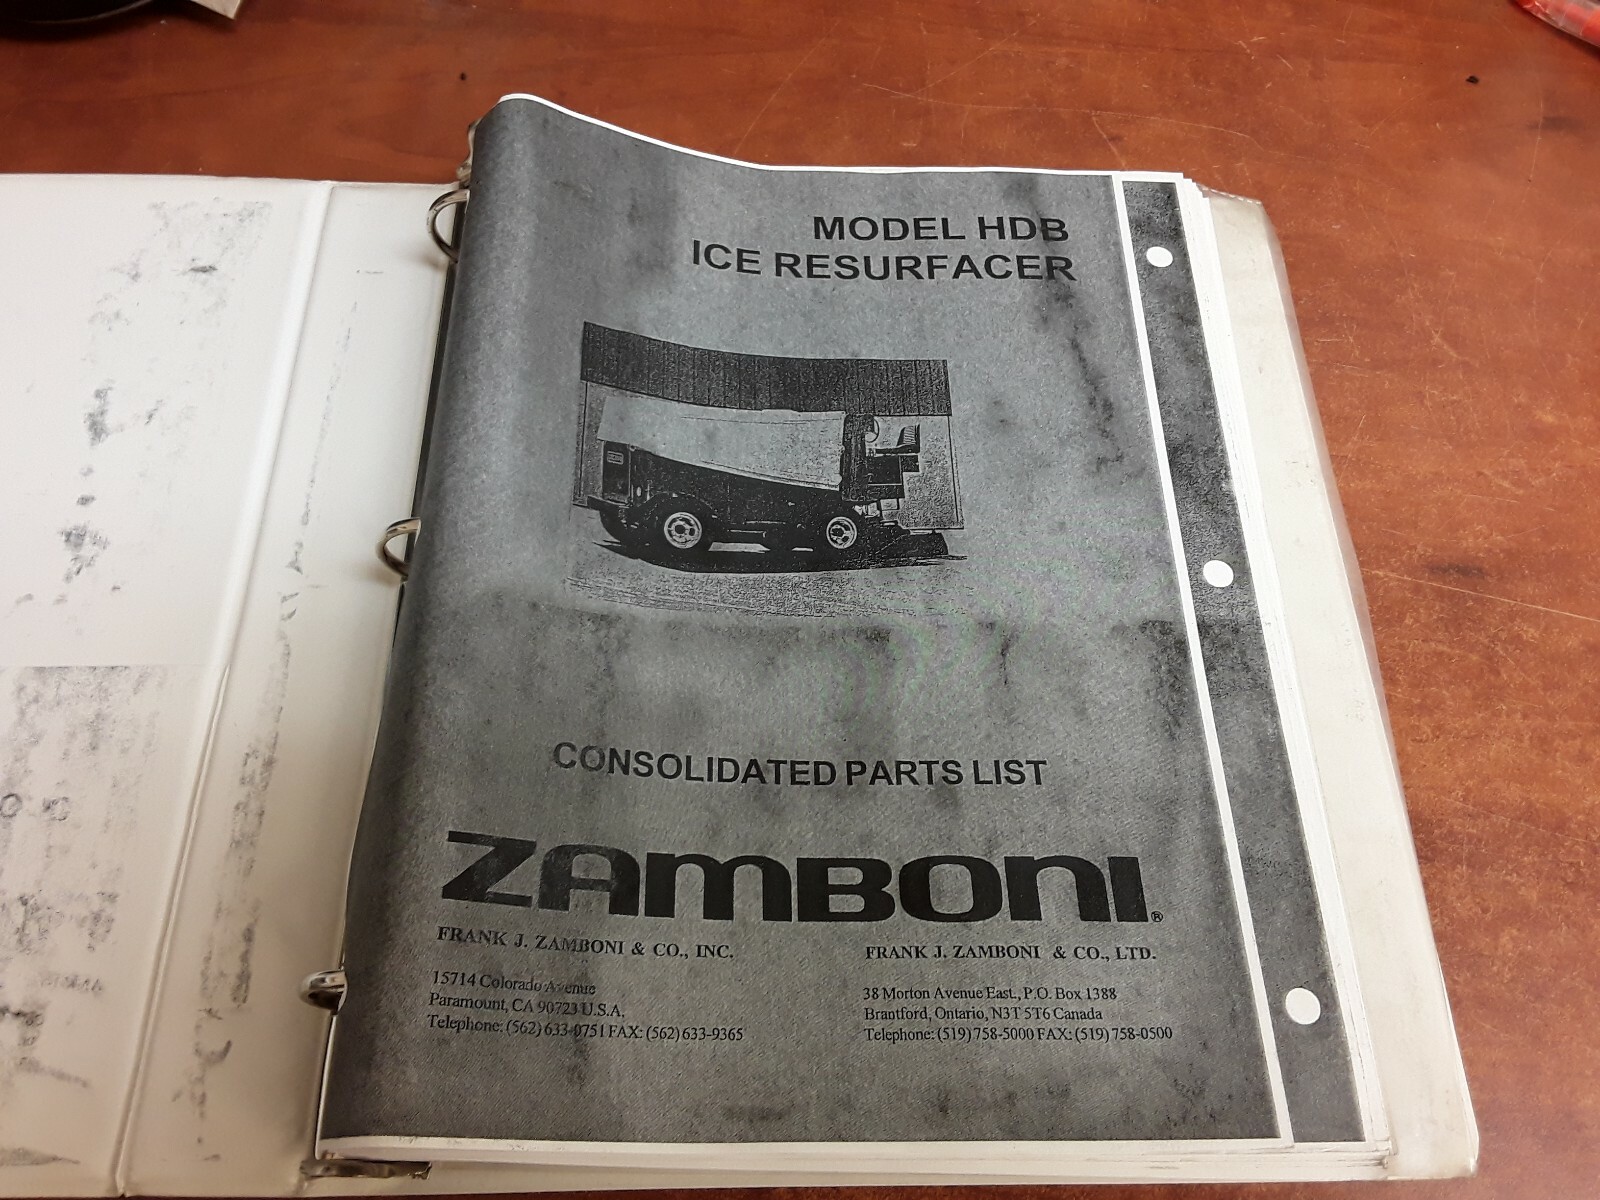 MODEL HDB
ICE RESURFACER
CONSOLIDATED PARTS LIST
ZAMBONI®
FRANK J. ZAMBONI & CO., INC.
15714 Colorado Avenue
Paramount, CA 90723 U.S.A.
Telephone: (562) 633-0751 FAX: (562) 633-9365
FRANK J. ZAMBONI & CO., LTD.
38 Morton Avenue East., P.O. Box 1388
Brantford, Ontario, N3T 5T6 Canada
Telephone: (519) 758-5000 FAX: (519) 758-0500